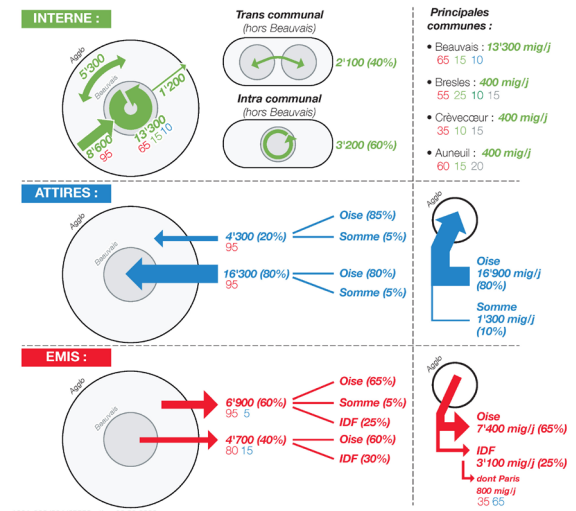 INTERNE :
Agglo
5'300
Beauvais
1'200
8'600
95
13'300
65 15 10
Trans communal
(hors Beauvais)
2'100 (40%)
Intra communal
(hors Beauvais)
3'200 (60%)
Principales
communes :
• Beauvais : 13'300 mig/j
65 15 10
• Bresles : 400 mig/j
55 25 10 15
• Crèvecœur : 400 mig/j
35 10 15
• Auneuil : 400 mig/j
60 15 20
ATTIRES :
Agglo
Beauvais
4'300 (20%)
95
Oise (85%)
Somme (5%)
16'300 (80%)
95
Oise (80%)
Somme (5%)
Agglo
Oise
16'900 mig/j
(80%)
Somme
1'300 mig/j
(10%)
EMIS :
Agglo
Beauvais
6'900 (60%)
95 5
Oise (65%)
Somme (5%)
IDF (25%)
4'700 (40%)
80 15
Oise (60%)
IDF (30%)
Agglo
Oise
7'400 mig/j (65%)
IDF
3'100 mig/j (25%)
dont Paris
800 mig/j
35 65